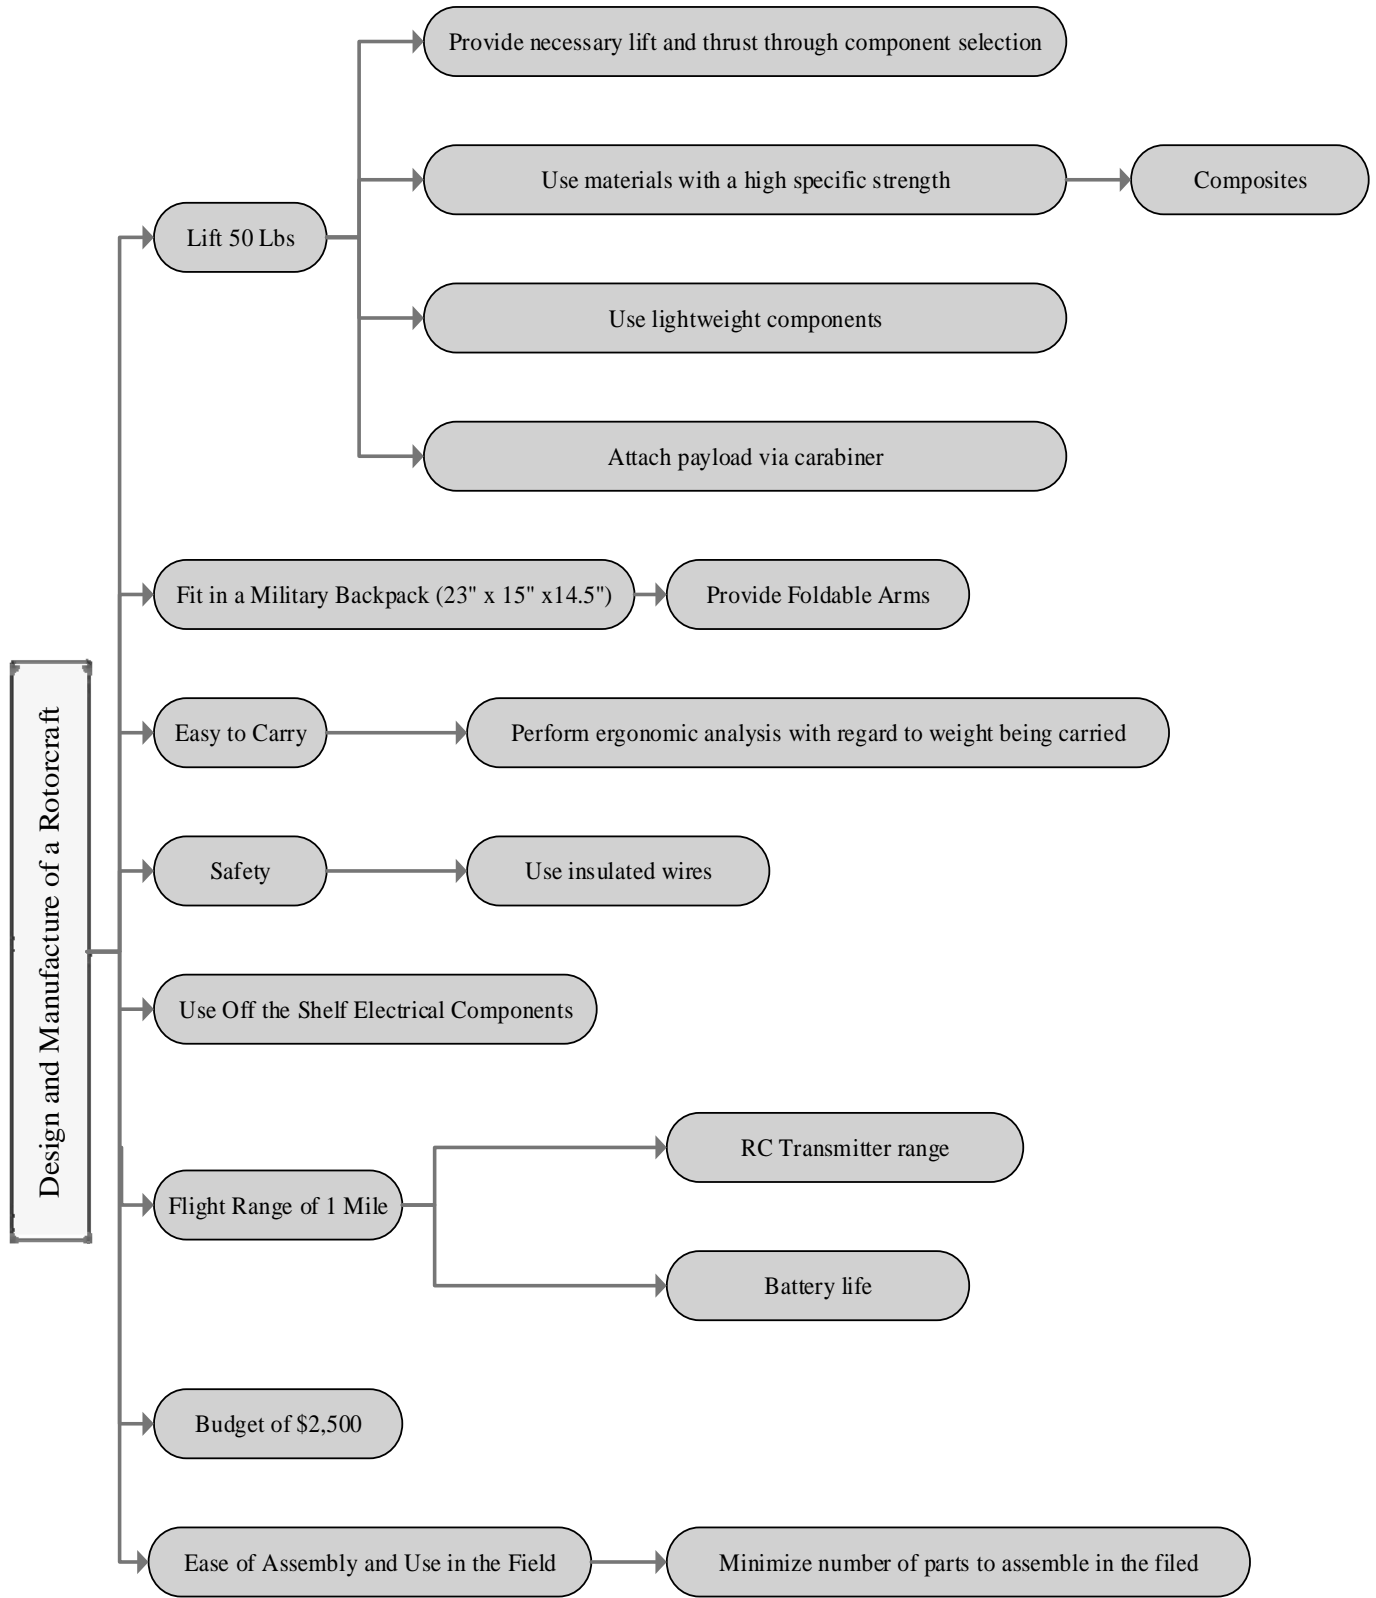 Provide necessary lift and thrust through component selection
Use materials with a high specific strength
Composites
Lift 50 Lbs
Use lightweight components
Attach payload via carabiner
Fit in a Military Backpack (23" x 15" x14.5")
Provide Foldable Arms
Design and Manufacture of a Rotorcraft
Easy to Carry
Perform ergonomic analysis with regard to weight being carried
Safety
Use insulated wires
Use Off the Shelf Electrical Components
RC Transmitter range
Flight Range of 1 Mile
Battery life
Budget of $2,500
Ease of Assembly and Use in the Field
Minimize number of parts to assemble in the filed